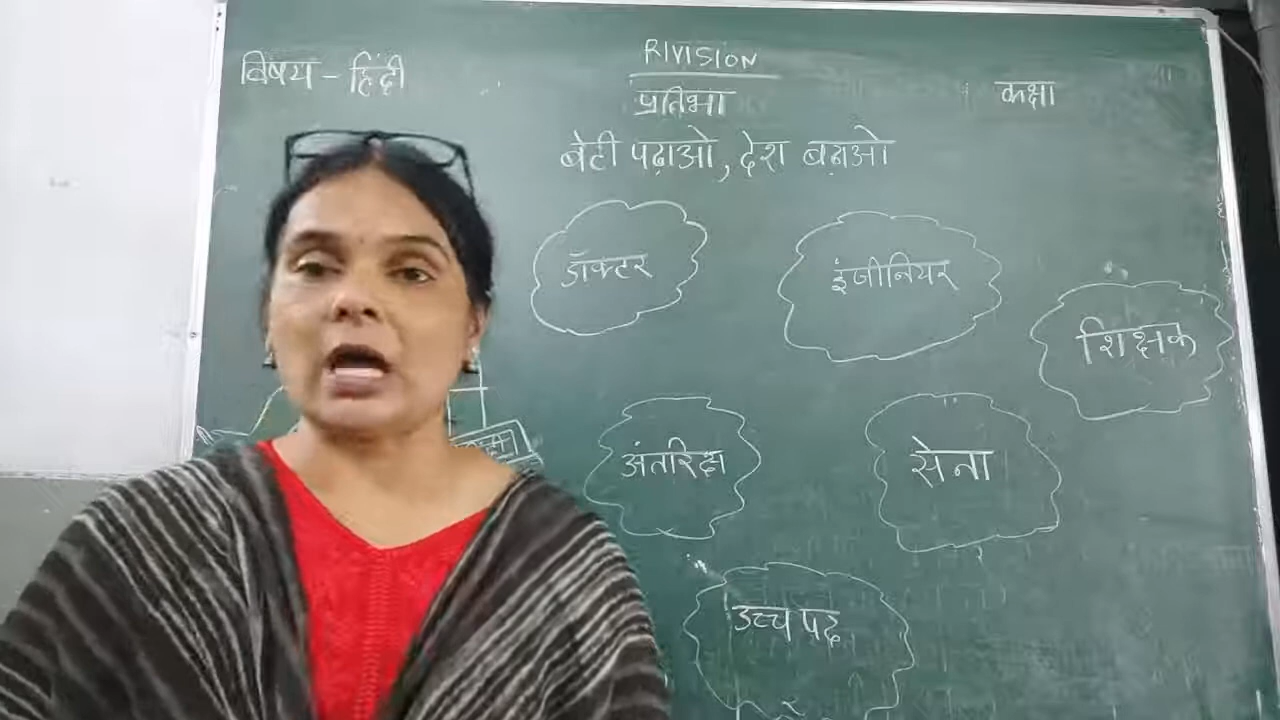 RIVISION
विषय - हिंदी
कक्षा
प्रतिभा
बेटी पढ़ाओ, देश बढ़ाओ
डॉक्टर
इंजीनियर
शिक्षक
अंतरिक्ष
सेना
उच्च पद